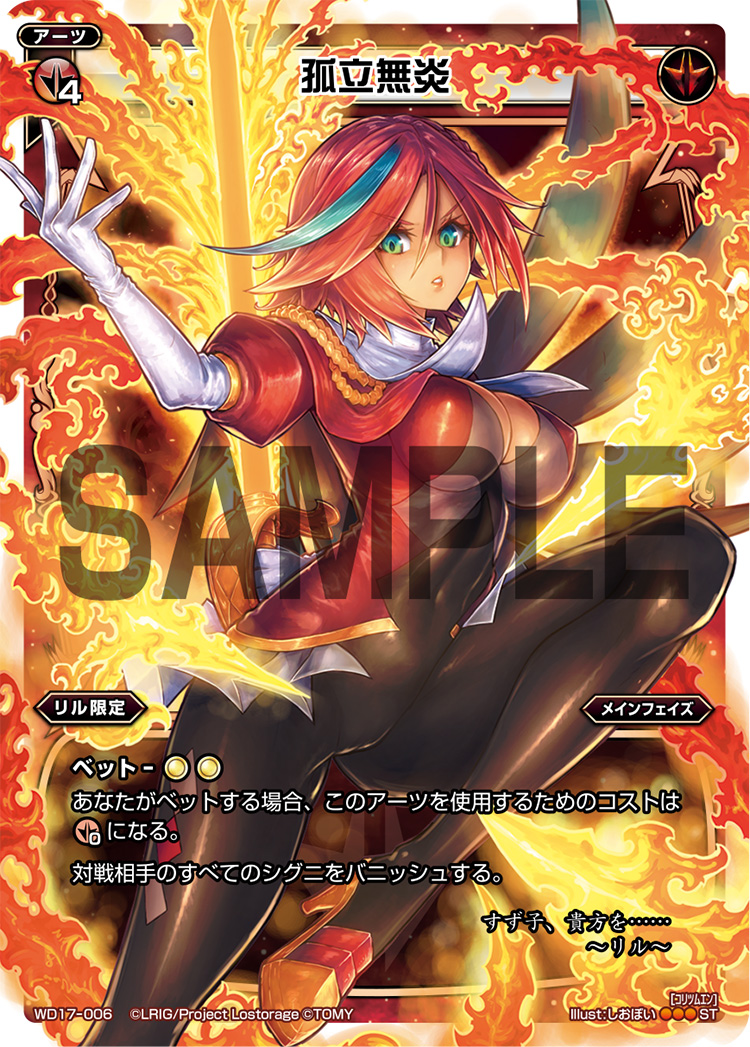 アーツ
4
孤立無炎
SAMPLE
リル限定
メインフェイズ
ベット -
あなたがベットする場合、このアーツを使用するためのコストは
0 になる。
対戦相手のすべてのシグニをバニッシュする。
すず子、貴方を……
～リル～
[コリツムエン]
WD17-006 ©LRIG/Project Lostorage ©TOMY Illust:しおぼい ST